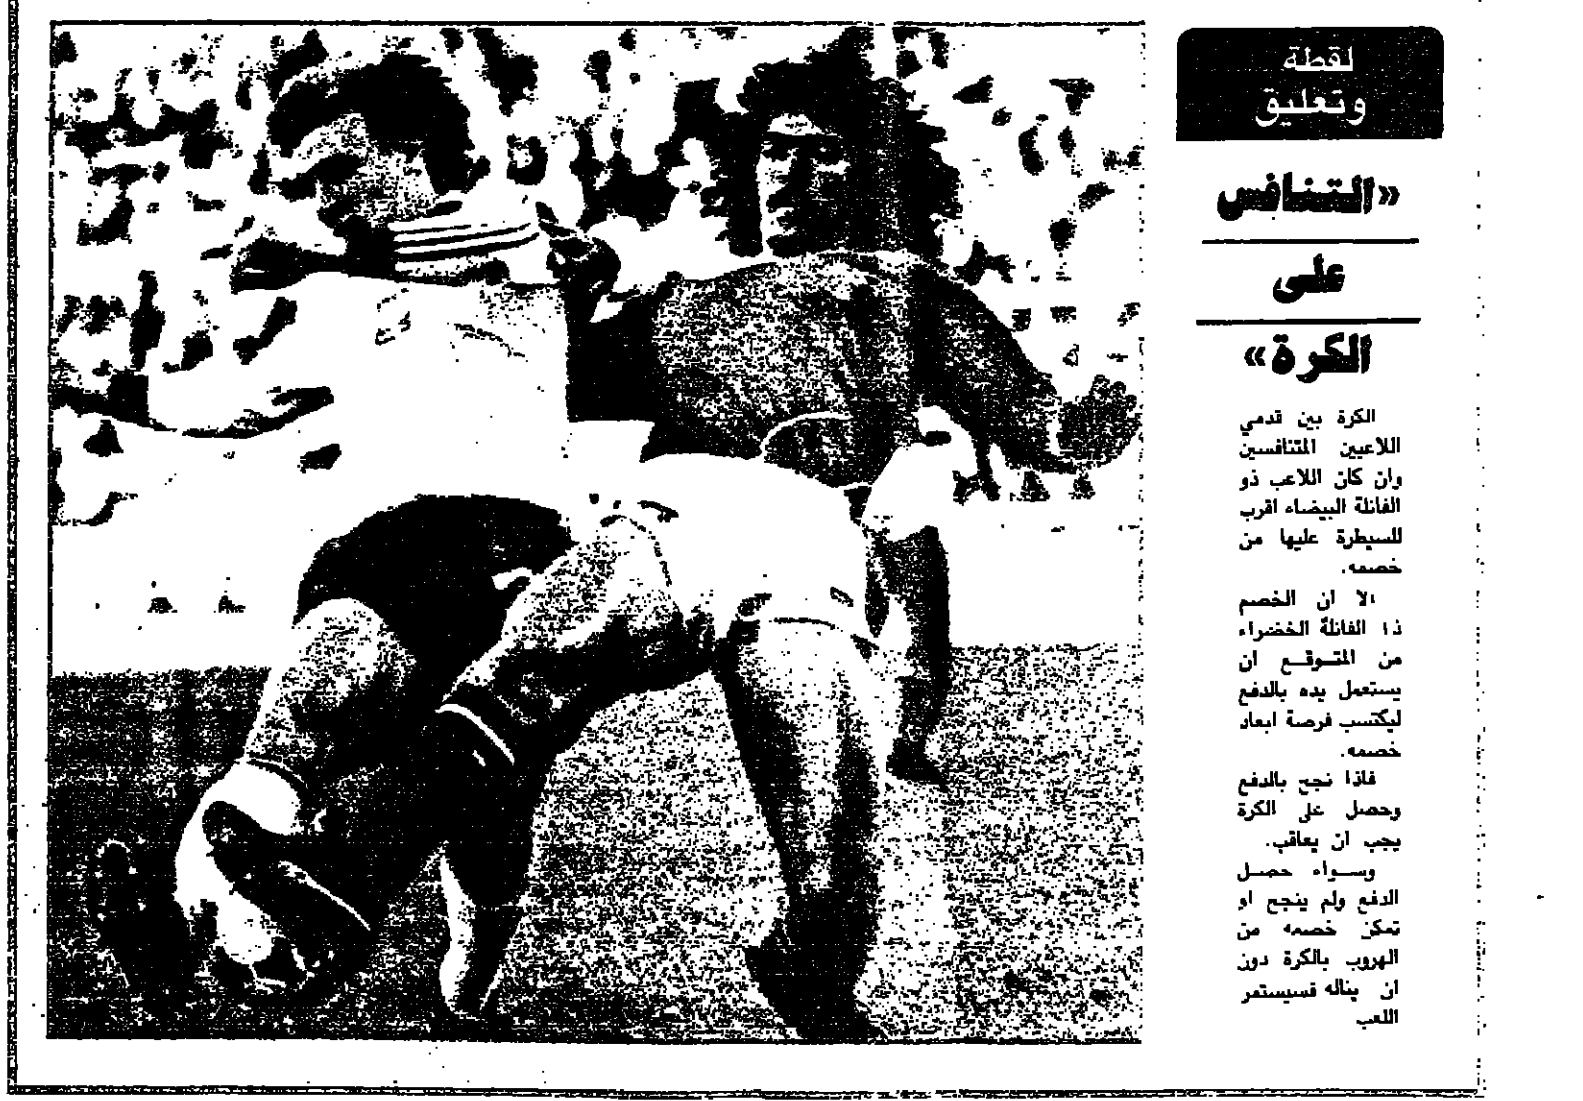 لقطة
وتعليق
«التنافس
على
الكرة»
الكرة بين قدمي
اللاعبين المتنافسين
وان كان اللاعب ذو
الفانلة البيضاء اقرب
للسيطرة عليها من
خصمه.
الا ان الخصم
ذا الفانلة الخضراء
من المتوقع ان
يستعمل يده بالدفع
ليكتسب فرصة ابعاد
خصمه.
فاذا نجح بالدفع
وحصل على الكرة
يجب ان يعاقب.
وسواء حصل
الدفع ولم ينجح او
تمكن خصمه من
الهروب بالكرة دون
ان يناله فسيستمر
اللعب